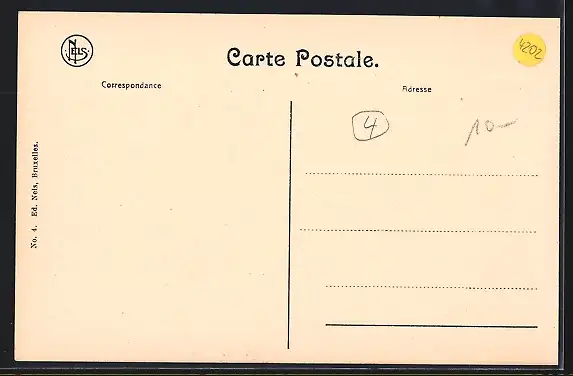 NELS
Carte Postale.
4202
Correspondance
Adresse
4
10—
No. 4. Ed. Nels, Bruxelles.